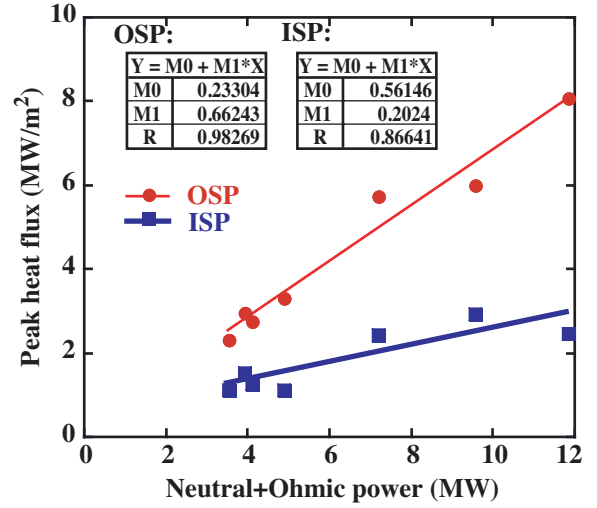 OSP: ISP:
Y = M0 + M1*X Y = M0 + M1*X
M0 0.23304 M0 0.56146
M1 0.66243 M1 0.2024
R 0.98269 R 0.86641
OSP
ISP
Peak heat flux (MW/m²)
10
8
6
4
2
0
0 2 4 6 8 10 12
Neutral+Ohmic power (MW)